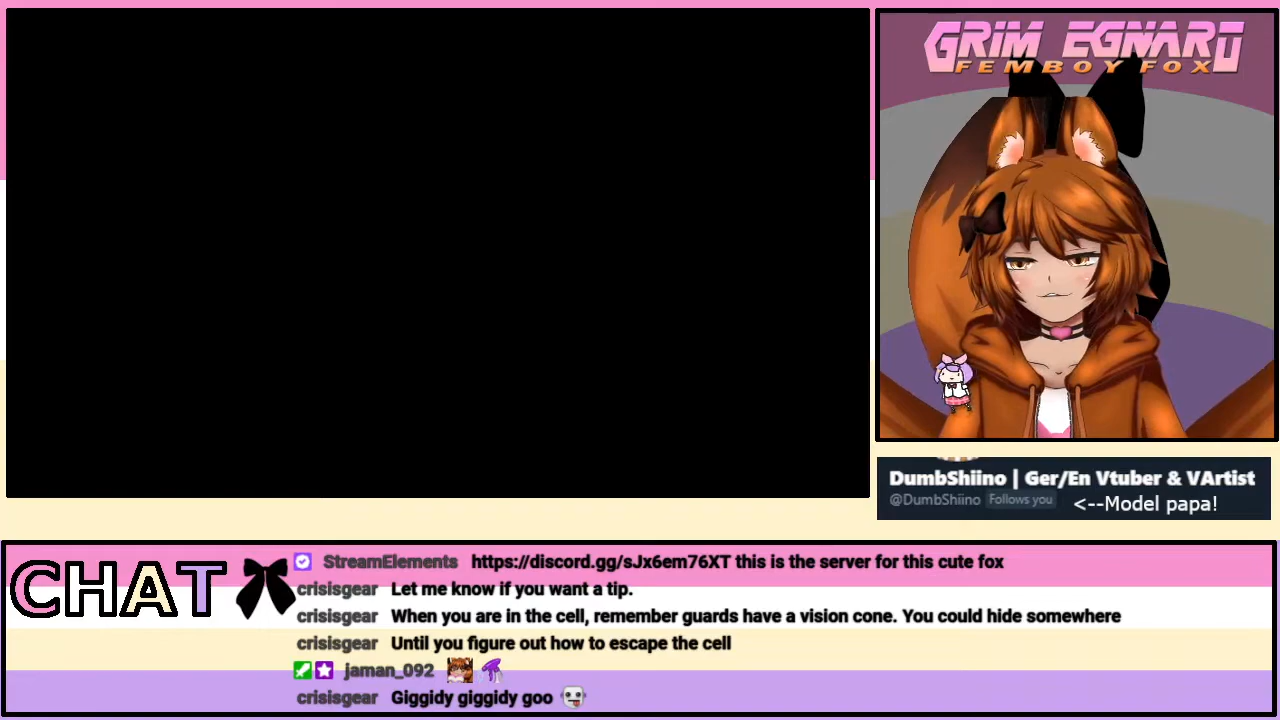 GRIM EGNART
FEMBOY FOX
DumbShiino | Ger/En Vtuber & VArtist
@DumbShiino Follows you <--Model papa!
CHAT
StreamElements https://discord.gg/sJx6em76XT this is the server for this cute fox
crisisgear Let me know if you want a tip.
crisisgear When you are in the cell, remember guards have a vision cone. You could hide somewhere
crisisgear Until you figure out how to escape the cell
jaman_092
crisisgear Giggidy giggidy goo